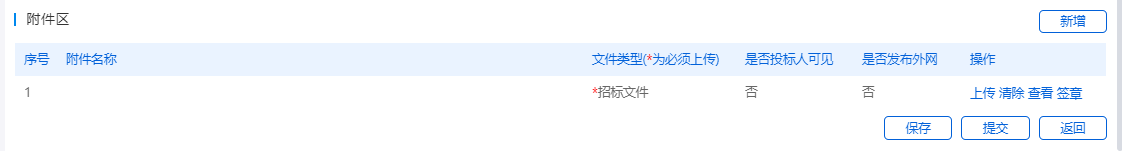 附件区 新增
序号 附件名称 文件类型(*为必须上传) 是否投标人可见 是否发布外网 操作
1 *招标文件 否 否 上传 清除 查看 签章
保存 提交 返回